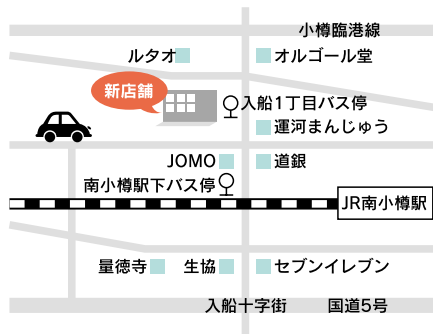 小樽臨港線
ルタオ
オルゴール堂
新店舗
入船1丁目バス停
運河まんじゅう
JOMO
道銀
南小樽駅下バス停
JR南小樽駅
量徳寺
生協
セブンイレブン
入船十字街
国道5号